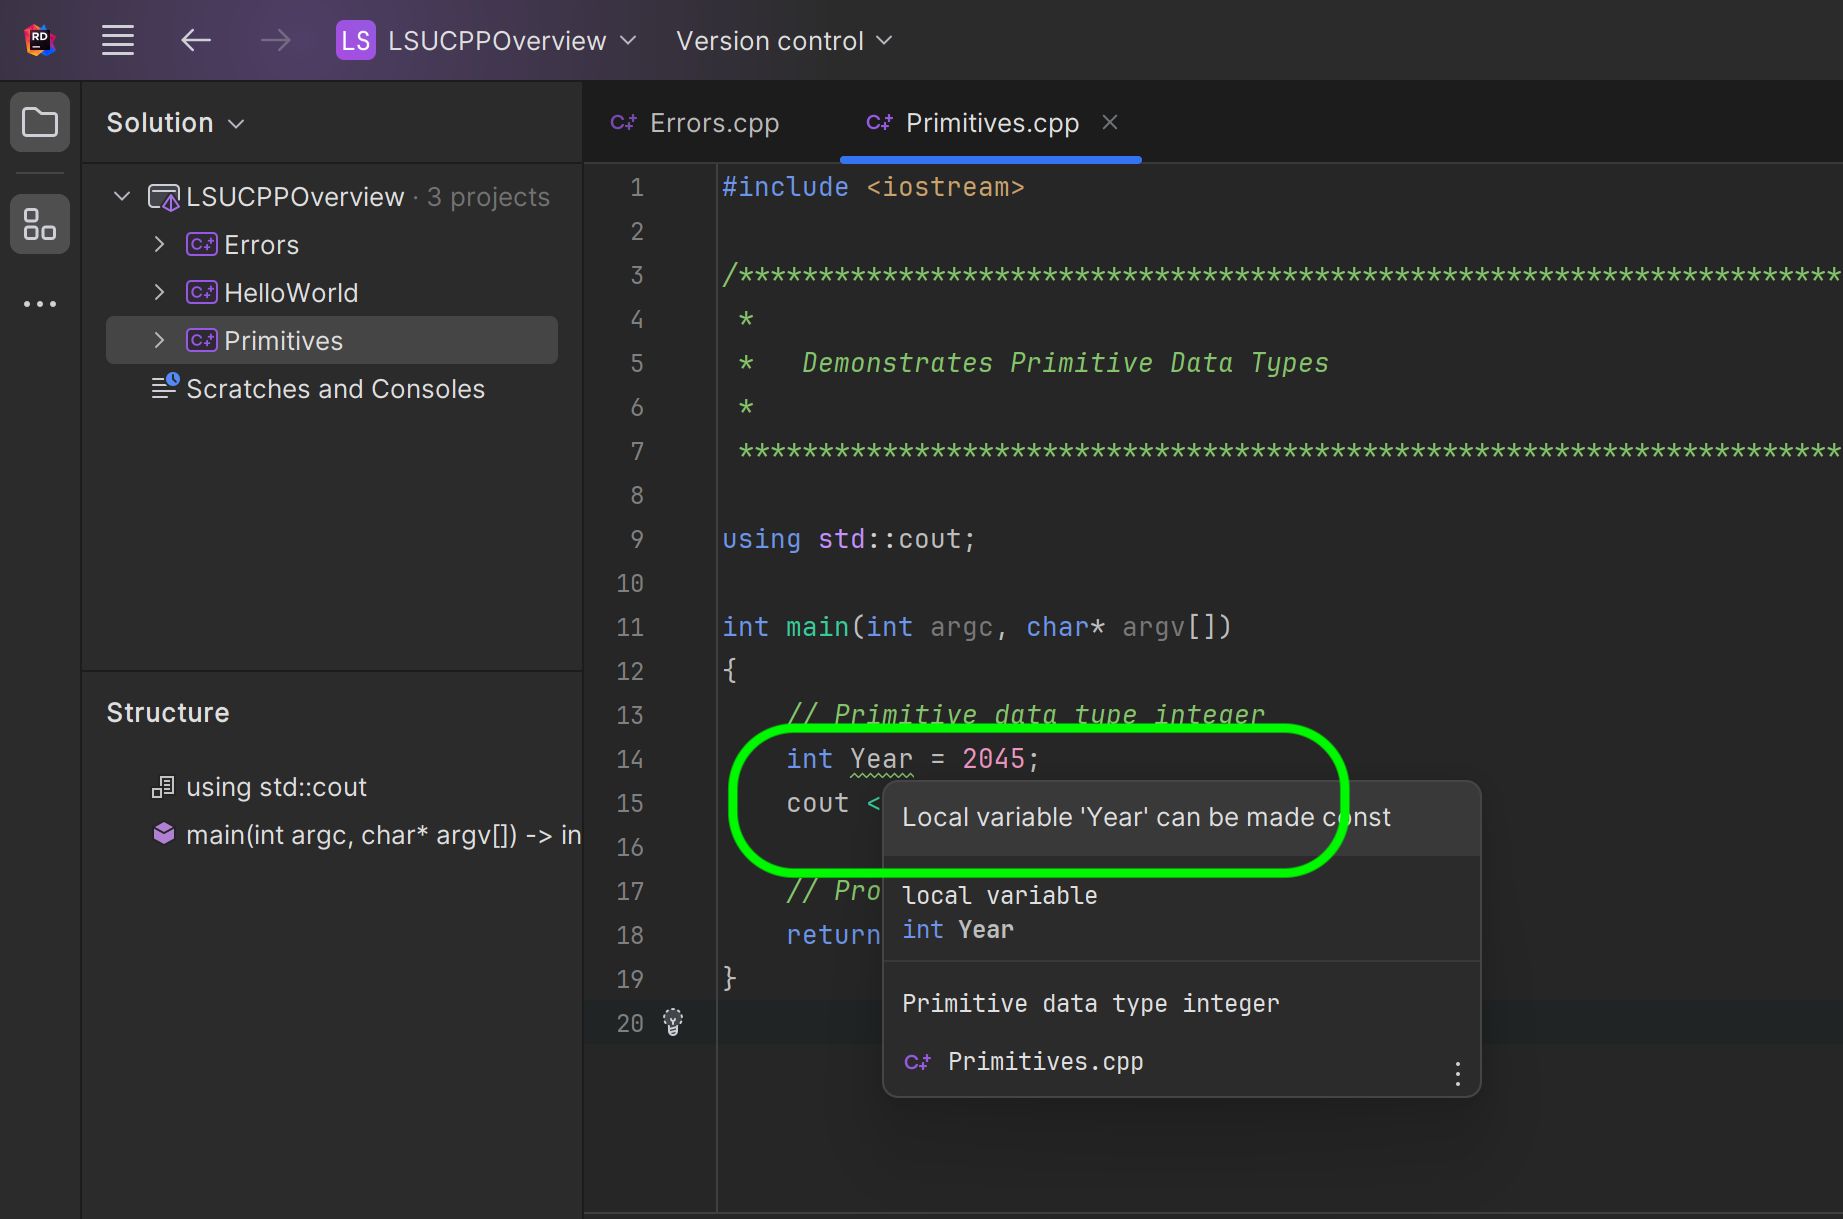 RD
LS LSUCPPOverview Version control
Solution
Errors.cpp
Primitives.cpp
LSUCPPOverview · 3 projects
Errors
HelloWorld
Primitives
Scratches and Consoles
Structure
using std::cout
main(int argc, char* argv[]) -> in
1 #include <iostream>
2
3 /*********************************************************************
4 *
5 * Demonstrates Primitive Data Types
6 *
7 *********************************************************************
8
9 using std::cout;
10
11 int main(int argc, char* argv[])
12 {
13 // Primitive data type integer
14 int Year = 2045;
15 cout <
16
17 // Pro
18 return
19 }
20
Local variable 'Year' can be made const
local variable
int Year
Primitive data type integer
C++ Primitives.cpp